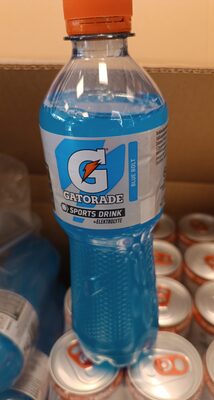 G
GATORADE
SPORTS DRINK
+ELEKTROLYTE
BLUE BOLT